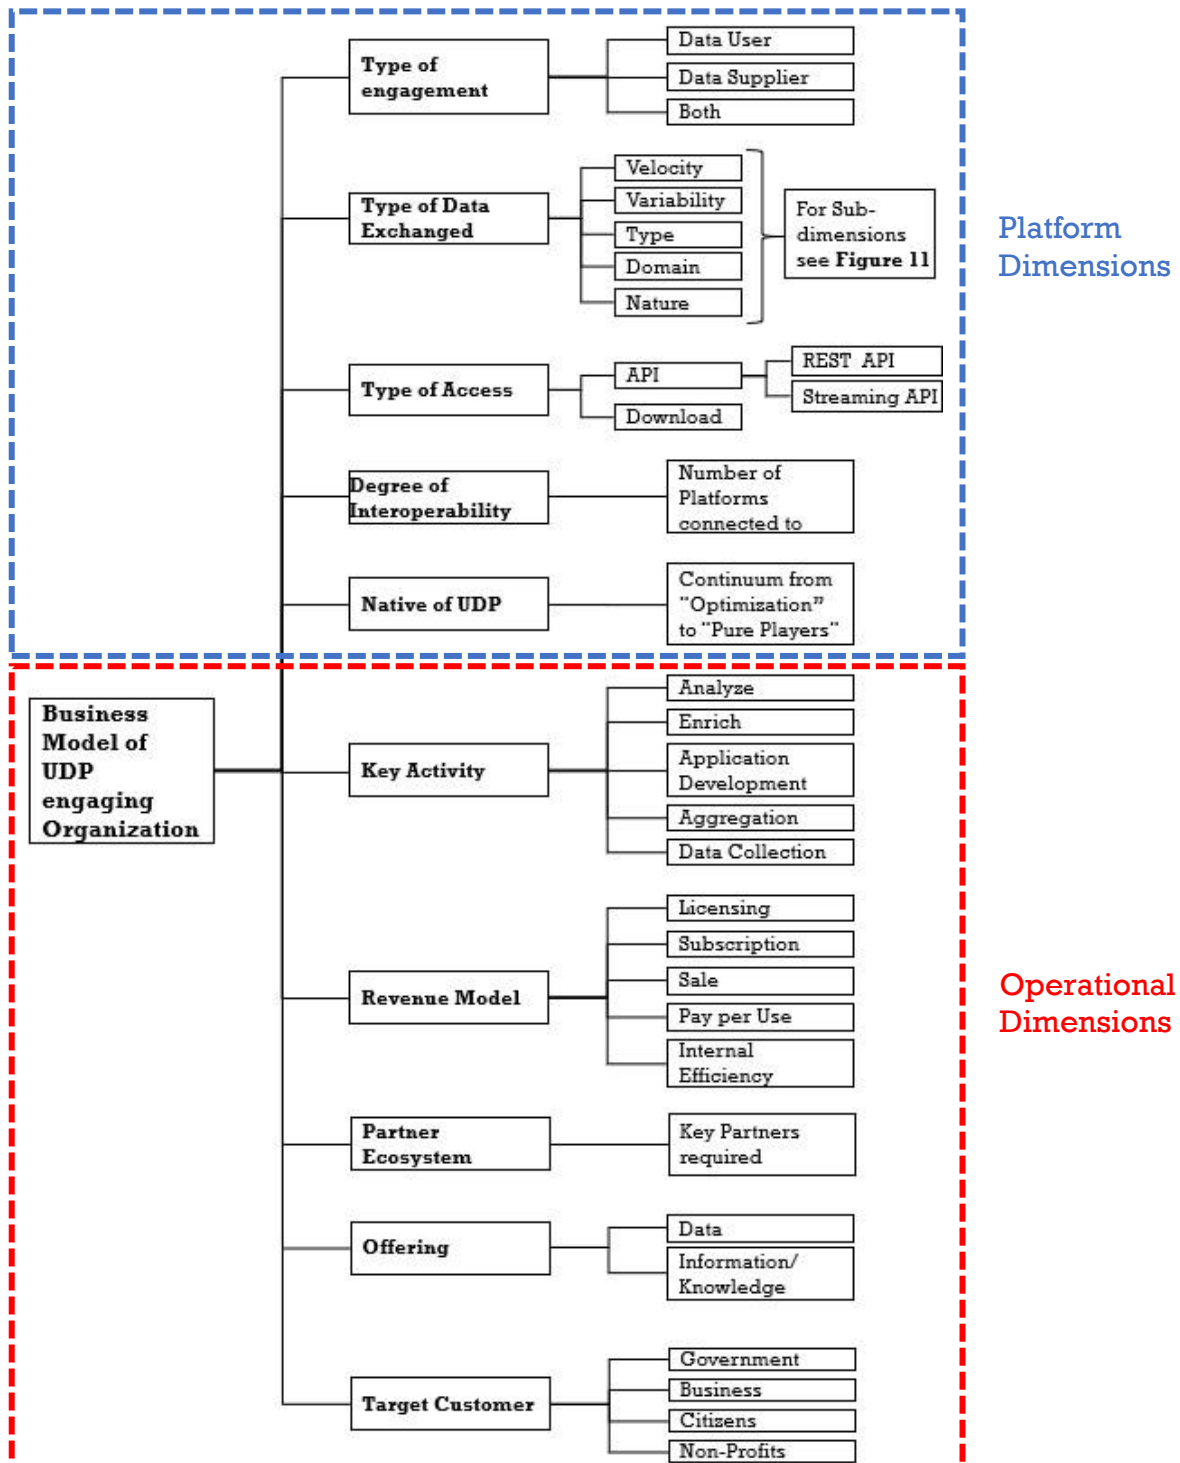 Type of
engagement
Data User
Data Supplier
Both
Type of Data
Exchanged
Velocity
Variability
Type
Domain
Nature
For Sub-
dimensions
see Figure 11
Platform
Dimensions
Type of Access
API
Download
REST API
Streaming API
Degree of
Interoperability
Number of
Platforms
connected to
Native of UDP
Continuum from
"Optimization”
to "Pure Players"
Business
Model of
UDP
engaging
Organization
Key Activity
Analyze
Enrich
Application
Development
Aggregation
Data Collection
Revenue Model
Licensing
Subscription
Sale
Pay per Use
Internal
Efficiency
Operational
Dimensions
Partner
Ecosystem
Key Partners
required
Offering
Data
Information/
Knowledge
Target Customer
Government
Business
Citizens
Non-Profits